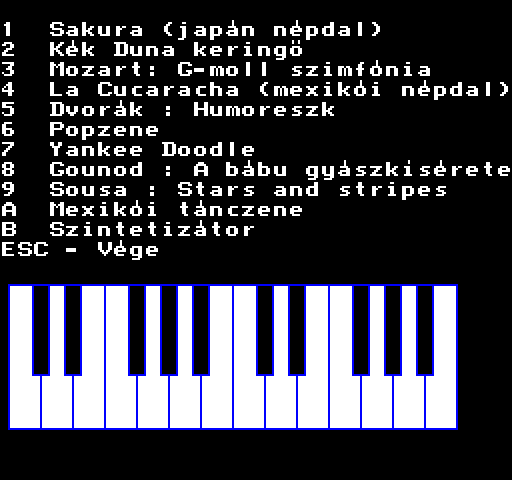 1  Sakura (japán népdal)
2  Kék Duna keringö
3  Mozart: G-moll szimfónia
4  La Cucaracha (mexikói népdal)
5  Dvorák : Humoreszk
6  Popzene
7  Yankee Doodle
8  Gounod : A bábu gyászkisérete
9  Sousa : Stars and stripes
A  Mexikói tánczene
B  Szintetizátor
ESC - Vége